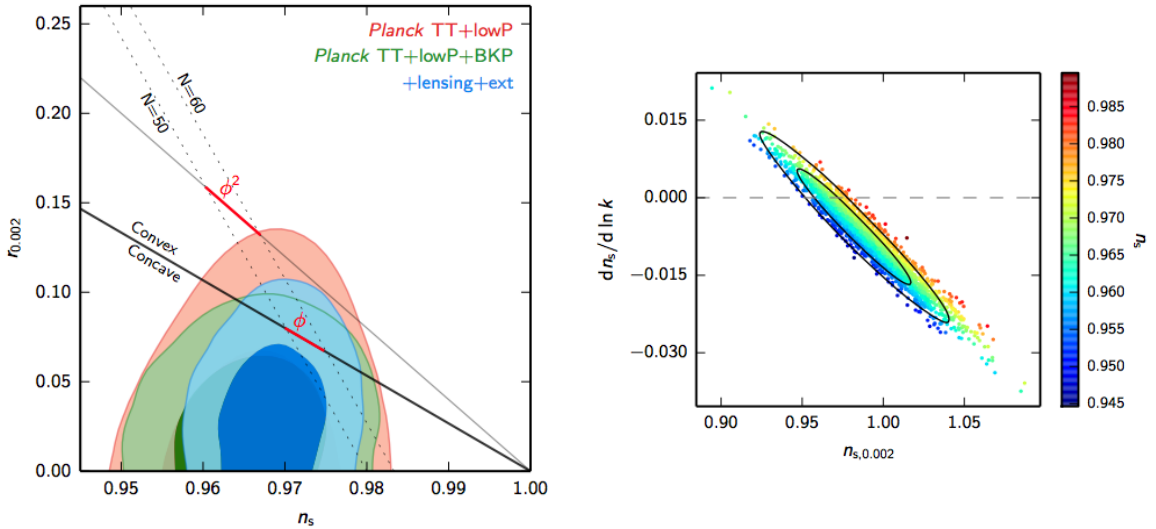 Planck TT+lowP
Planck TT+lowP+BKP
+lensing+ext
N=50
N=60
ϕ²
Convex
Concave
ϕ
r0.002
0.25
0.20
0.15
0.10
0.05
0.00
0.95 0.96 0.97 0.98 0.99 1.00
ns
dns/d ln k
0.015
0.000
−0.015
−0.030
0.90 0.95 1.00 1.05
ns,0.002
0.985
0.980
0.975
0.970
0.965
0.960
0.955
0.950
0.945
ns